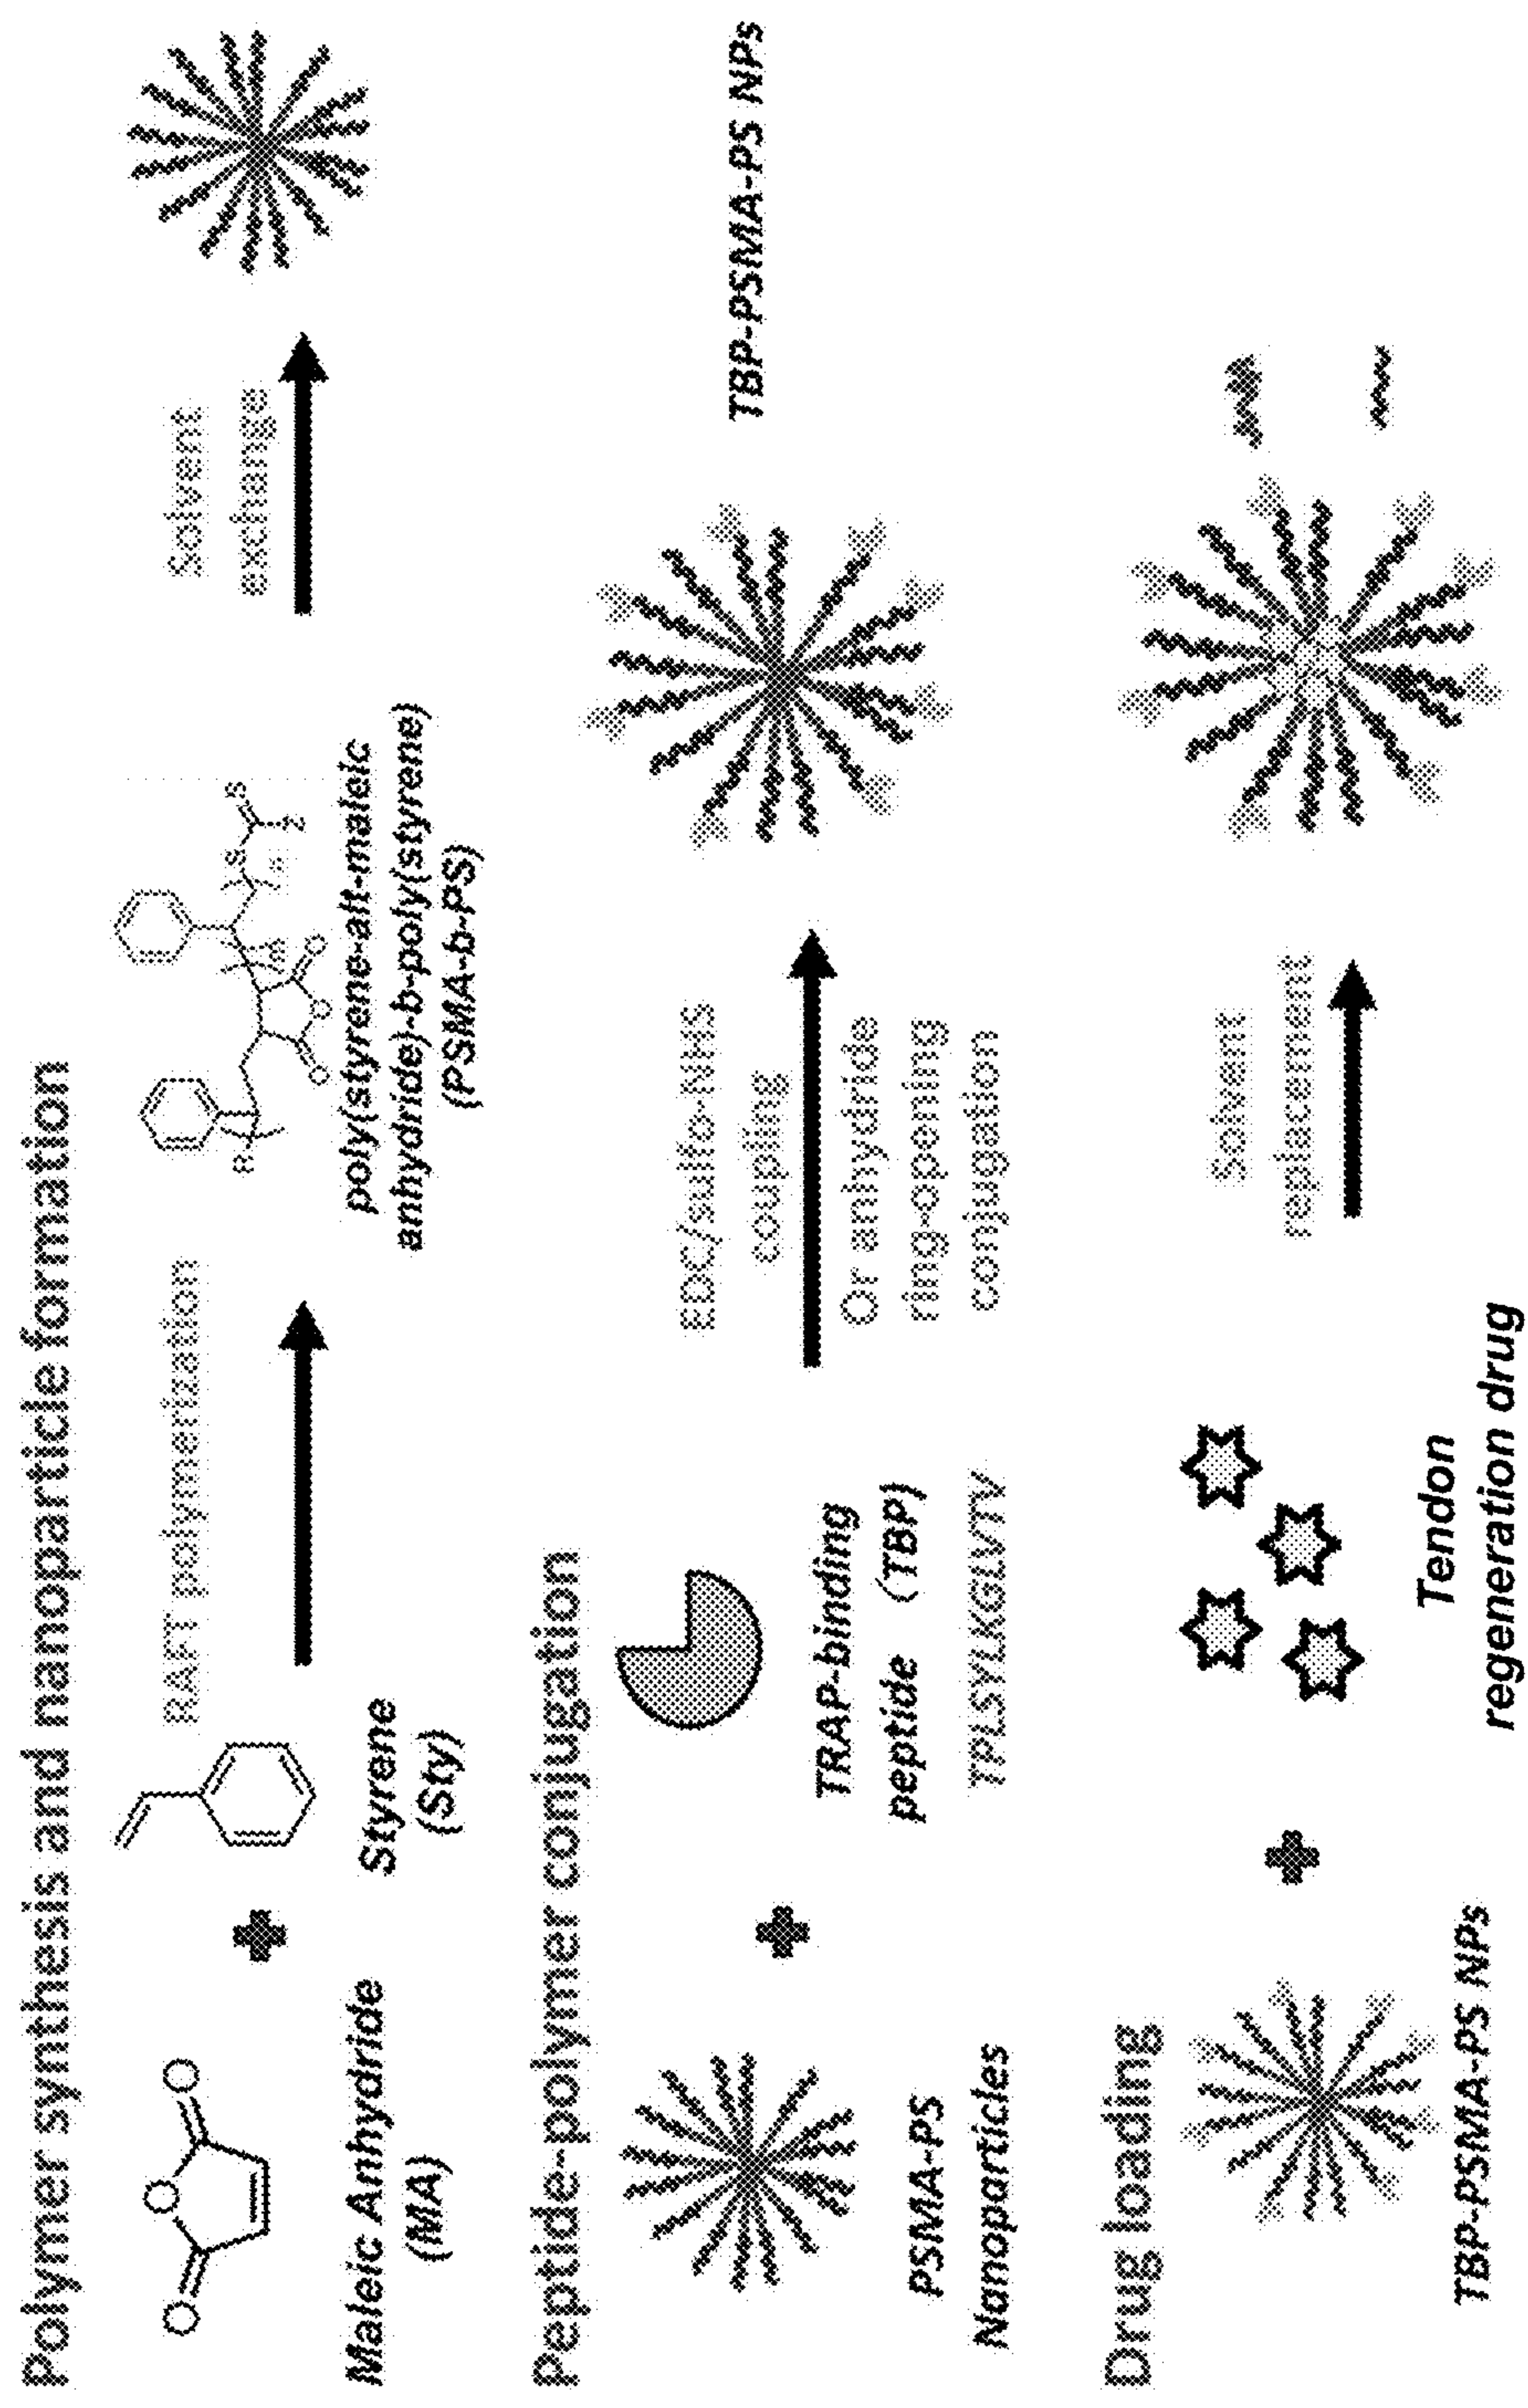 Polymer synthesis and nanoparticle formation
O
O
O
Maleic Anhydride
(MA)
Styrene
(Sty)
RAFT polymerization
R
O
O
O
m
S
n
S
Z
poly(styrene-alt-maleic
anhydride)-b-poly(styrene)
(PSMA-b-PS)
Solvent
exchange
Peptide-polymer conjugation
PSMA-PS
Nanoparticles
TRAP-binding
peptide (TBP)
TPLSYLKGLVTV
EDC/sulfo-NHS
coupling
Or anhydride
ring-opening
conjugation
TBP-PSMA-PS NPs
Drug loading
TBP-PSMA-PS NPs
Tendon
regeneration drug
Solvent
replacement